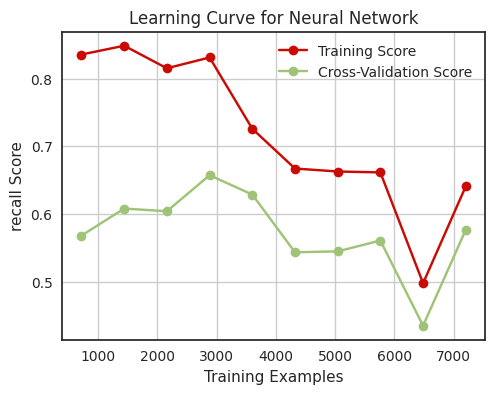 Learning Curve for Neural Network
Training Score
Cross-Validation Score
0.8
0.7
0.6
0.5
recall Score
1000 2000 3000 4000 5000 6000 7000
Training Examples